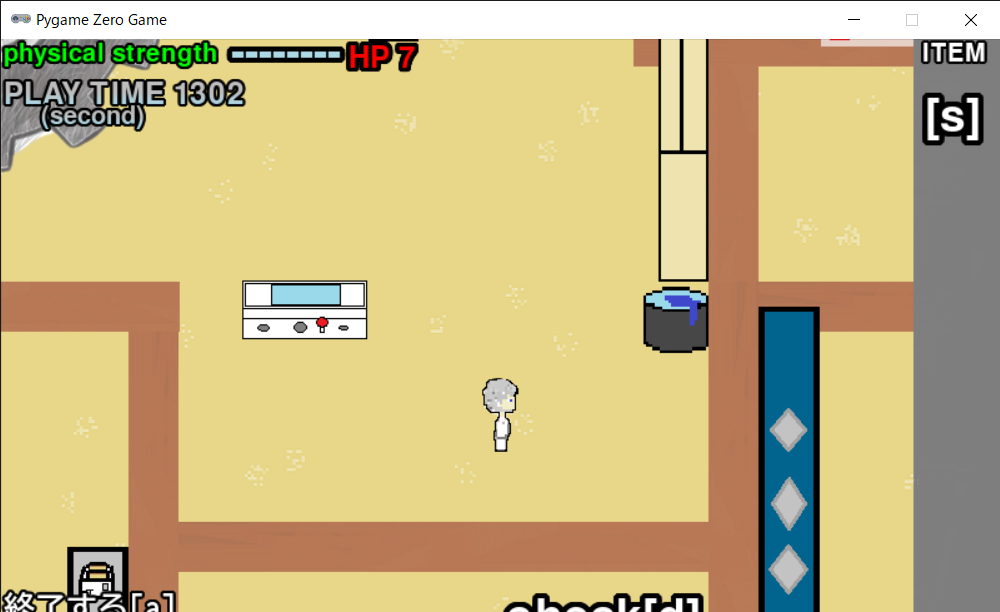 Pygame Zero Game
physical strength HP 7
ITEM
PLAY TIME 1302
(second)
[s]
終了する[a]
check[d]